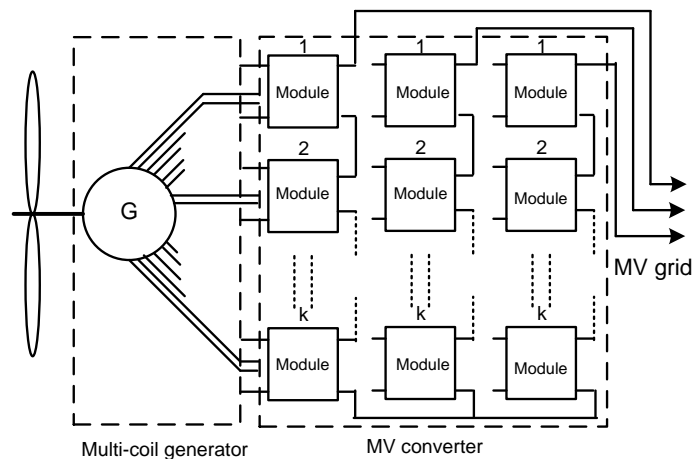 1 1 1
Module Module Module
2 2 2
Module Module Module
G
MV grid
k k k
Module Module Module
Multi-coil generator
MV converter